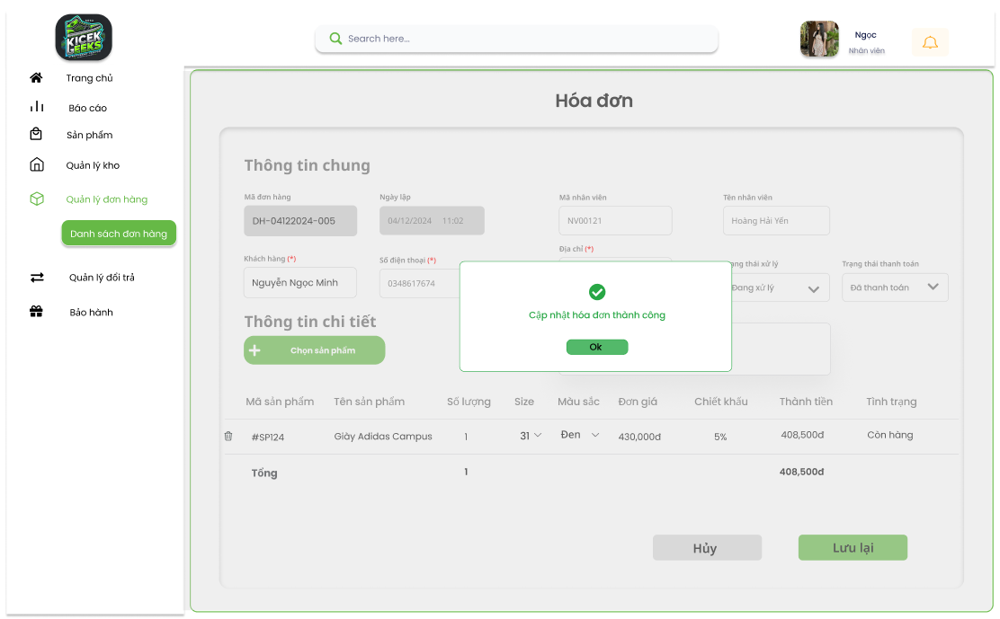 KICEK
GEEKS
Search here...
Ngọc
Nhân viên
Trang chủ
Báo cáo
Sản phẩm
Quản lý kho
Quản lý đơn hàng
Danh sách đơn hàng
Quản lý đổi trả
Bảo hành
Hóa đơn
Thông tin chung
Mã đơn hàng Ngày lập Mã nhân viên Tên nhân viên
DH-04122024-005 04/12/2024 11:02 NV00121 Hoàng Hải Yến
Khách hàng (*) Số điện thoại (*) Địa chỉ (*) ạng thái xử lý Trạng thái thanh toán
Nguyễn Ngọc Minh 0348617674 Đang xử lý Đã thanh toán
Cập nhật hóa đơn thành công
Ok
Thông tin chi tiết
Chọn sản phẩm
Mã sản phẩm Tên sản phẩm Số lượng Size Màu sắc Đơn giá Chiết khấu Thành tiền Tình trạng
#SP124 Giày Adidas Campus 1 31 Đen 430,000đ 5% 408,500đ Còn hàng
Tổng 1 408,500đ
Hủy Lưu lại